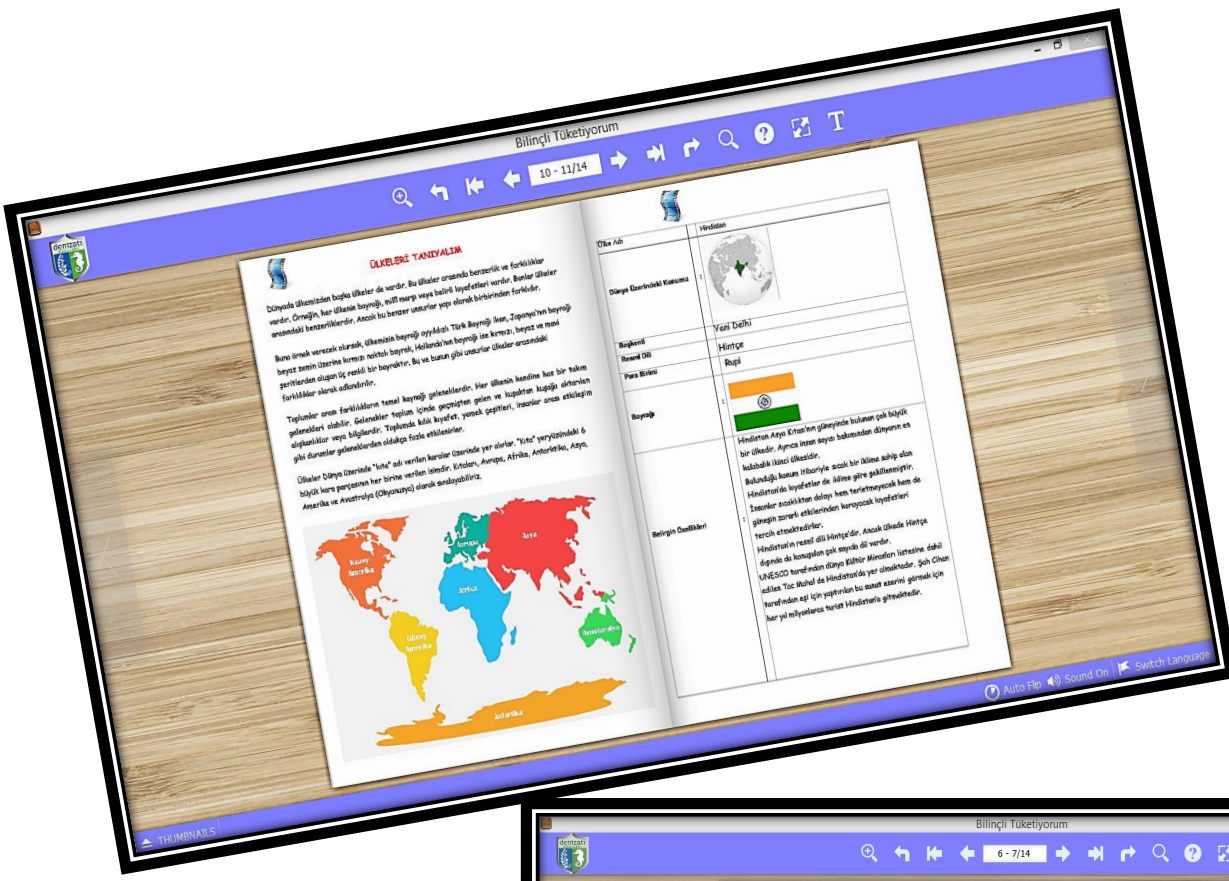 Bilinçli Tüketiyorum
10 - 11/14
T
denizatı
ÜLKELERİ TANIYALIM
Dünyada ülkemizden başka ülkeler de vardır. Bu ülkeler arasında benzerlik ve farklılıklar
vardır. Örneğin, her ülkenin bayrağı, millî marşı veya belirli kıyafetleri vardır. Bunlar ülkeler
arasındaki benzerliklerdir. Ancak bu benzer unsurlar yapı olarak birbirinden farklıdır.
Buna örnek verecek olursak, ülkemizin bayrağı ayyıldızlı Türk Bayrağı iken, Japonya'nın bayrağı
beyaz zemin üzerine kırmızı noktalı bayrak, Hollanda'nın bayrağı ise kırmızı, beyaz ve mavi
şeritlerden oluşan üç renkli bir bayraktır. Bu ve bunun gibi unsurlar ülkeler arasındaki
farklılıklar olarak adlandırılır.
Toplumlar arası farklılıkların temel kaynağı geleneklerdir. Her ülkenin kendine has bir takım
gelenekleri olabilir. Gelenekler toplum içinde geçmişten gelen ve kuşaktan kuşağa aktarılan
alışkanlıklar veya bilgilerdir. Toplumda kılık kıyafet, yemek çeşitleri, insanlar arası etkileşim
gibi durumlar geleneklerden oldukça fazla etkilenirler.
Ülkeler Dünya üzerinde "kıta" adı verilen karalar üzerinde yer alırlar. "Kıta" yeryüzündeki 6
büyük kara parçasının her birine verilen isimdir. Kıtaları, Avrupa, Afrika, Antarktika, Asya,
Amerika ve Avustralya (Okyanusya) olarak sıralayabiliriz.
Kuzey
Amerika
Avrupa
Asya
Afrika
Güney
Amerika
Antartika
Ülke Adı
Hindistan
Dünya Üzerindeki Konumu
:
Başkenti
Yeni Delhi
Resmî Dili
Hintçe
Para Birimi
Rupi
Bayrağı
:
Belirgin Özellikleri
:
Hindistan Asya Kıtası'nın güneyinde bulunan çok büyük
bir ülkedir. Ayrıca insan sayısı bakımından dünyanın en
kalabalık ikinci ülkesidir.
Bulunduğu konum itibariyle sıcak bir iklime sahip olan
Hindistan'da kıyafetler de iklime göre şekillenmiştir.
İnsanlar sıcaklıktan dolayı hem terletmeyecek hem de
güneşin zararlı etkilerinden koruyacak kıyafetleri
tercih etmektedirler.
Hindistan'ın resmî dili Hintçe'dir. Ancak ülkede Hintçe
dışında da konuşulan çok sayıda dil vardır.
UNESCO tarafından dünya Kültür Mirasları listesine dahil
edilen Tac Mahal de Hindistan'da yer almaktadır. Şah Cihan
tarafından eşi için yaptırılan bu sanat eserini görmek için
her yıl milyonlarca turist Hindistan'a gitmektedir.
Auto Flip
Sound On
Switch Language
THUMBNAILS
Bilinçli Tüketiyorum
denizatı
6 - 7/14